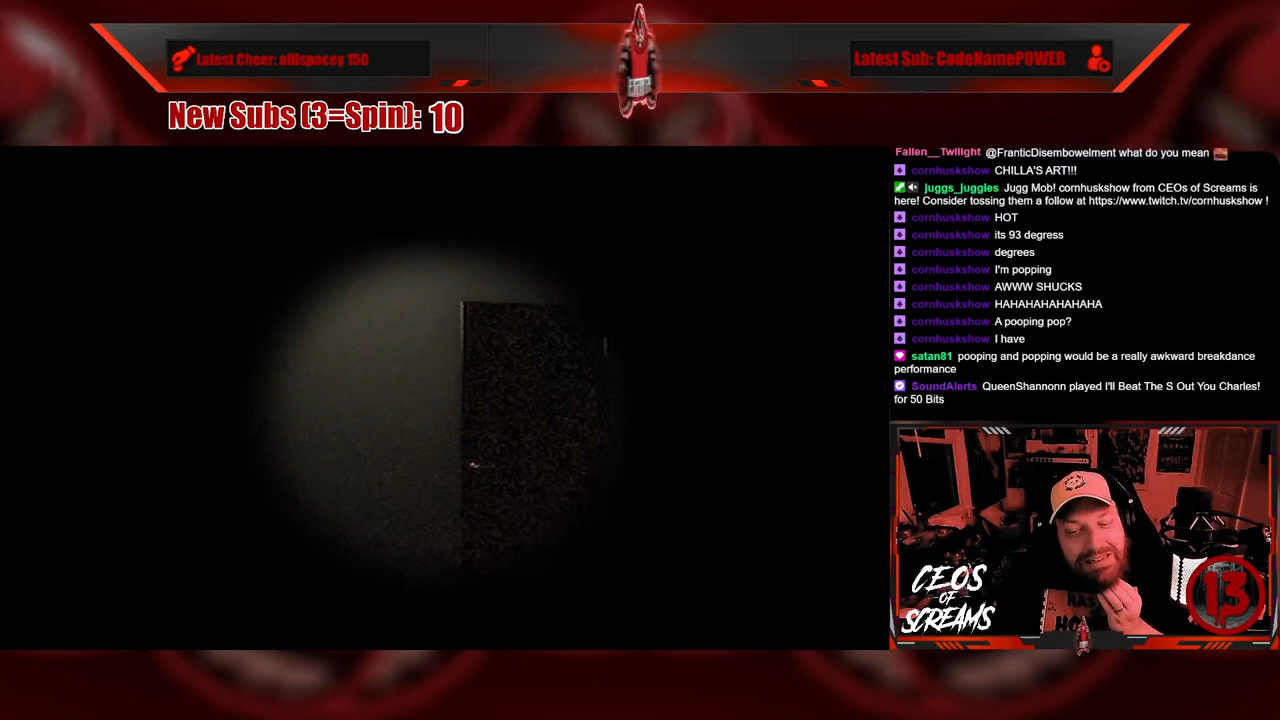 Latest Cheer: allispacey 150
Latest Sub: CodeNamePOWER
New Subs (3=Spin): 10
Fallen__Twilight @FranticDisembowelment what do you mean
cornhuskshow CHILLA'S ART!!!
juggs_juggles Jugg Mob! cornhuskshow from CEOs of Screams is
here! Consider tossing them a follow at https://www.twitch.tv/cornhuskshow !
cornhuskshow HOT
cornhuskshow its 93 degress
cornhuskshow degrees
cornhuskshow I'm popping
cornhuskshow AWWW SHUCKS
cornhuskshow HAHAHAHAHAHA
cornhuskshow A pooping pop?
cornhuskshow I have
satan81 pooping and popping would be a really awkward breakdance
performance
SoundAlerts QueenShannonn played I'll Beat The S Out You Charles!
for 50 Bits
CEOS
OF
SCREAMS
13